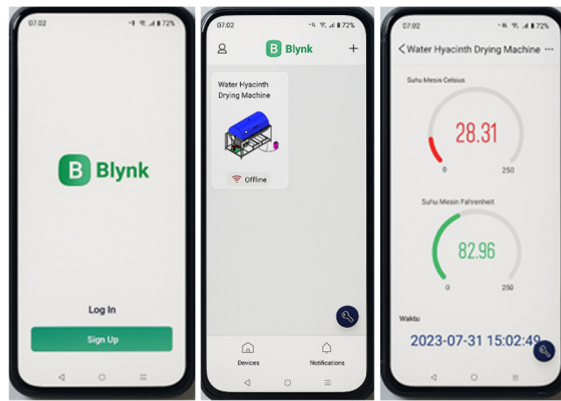 07.02
72%
B Blynk
Log In
Sign Up
07.02
72%
B Blynk
+
Water Hyacinth
Drying Machine
Offline
Devices
Notifications
07.02
72%
Water Hyacinth Drying Machine ...
Suhu Mesin Celsius
28.31
0 250
Suhu Mesin Fahrenheit
82.96
0 250
Waktu
2023-07-31 15:02:49